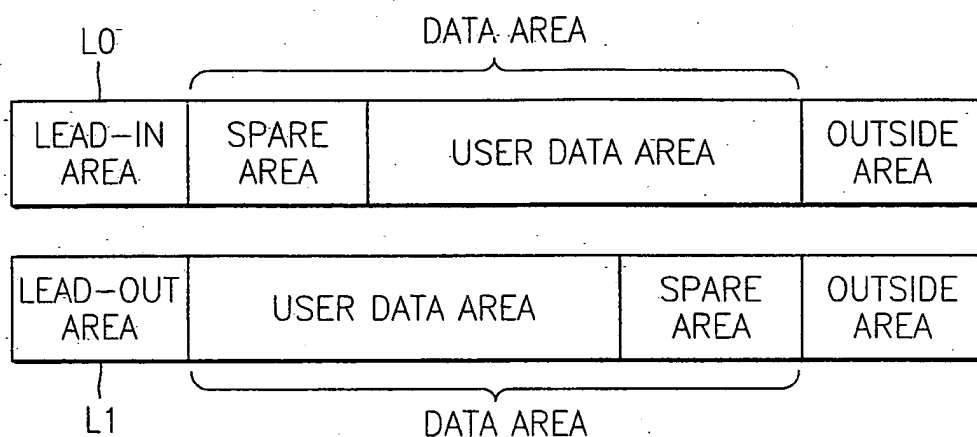 L0
DATA AREA
LEAD-IN
AREA
SPARE
AREA
USER DATA AREA
OUTSIDE
AREA
LEAD-OUT
AREA
USER DATA AREA
SPARE
AREA
OUTSIDE
AREA
L1
DATA AREA